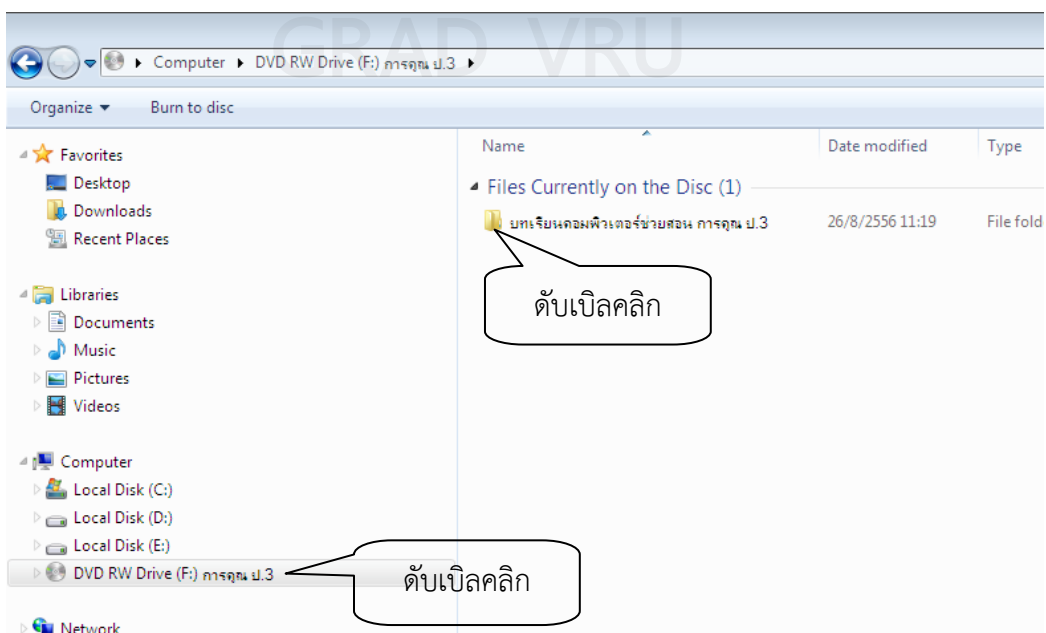 GRAD VRU
Computer DVD RW Drive (F:) การคูณ ป.3
Organize Burn to disc
Name Date modified Type
Favorites
Desktop
Downloads
Recent Places
Files Currently on the Disc (1)
บทเรียนคอมพิวเตอร์ช่วยสอน การคูณ ป.3 26/8/2556 11:19 File fold
ดับเบิลคลิก
Libraries
Documents
Music
Pictures
Videos
Computer
Local Disk (C:)
Local Disk (D:)
Local Disk (E:)
DVD RW Drive (F:) การคูณ ป.3
ดับเบิลคลิก
Network